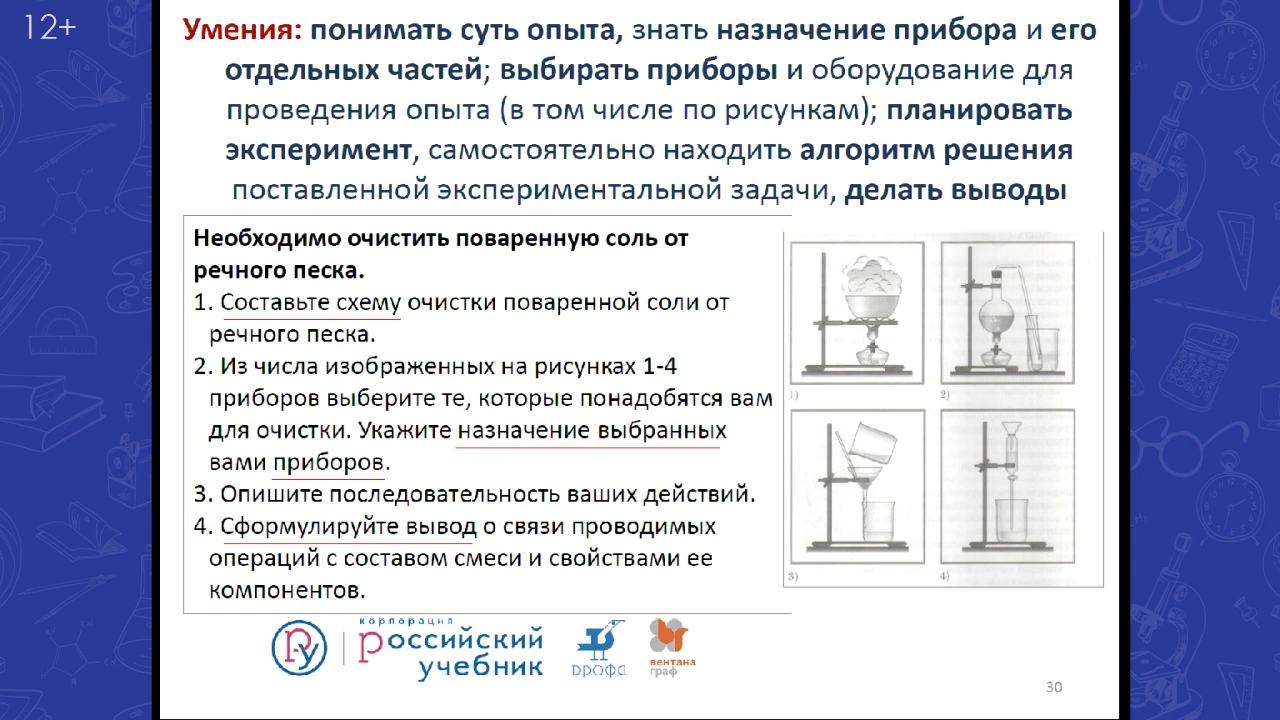 12+
Умения: понимать суть опыта, знать назначение прибора и его
отдельных частей; выбирать приборы и оборудование для
проведения опыта (в том числе по рисункам); планировать
эксперимент, самостоятельно находить алгоритм решения
поставленной экспериментальной задачи, делать выводы
Необходимо очистить поваренную соль от
речного песка.
1. Составьте схему очистки поваренной соли от
речного песка.
2. Из числа изображенных на рисунках 1-4
приборов выберите те, которые понадобятся вам
для очистки. Укажите назначение выбранных
вами приборов.
3. Опишите последовательность ваших действий.
4. Сформулируйте вывод о связи проводимых
операций с составом смеси и свойствами ее
компонентов.
1)
2)
3)
4)
корпорация
российский
учебник
дрофа
вентана
граф
30